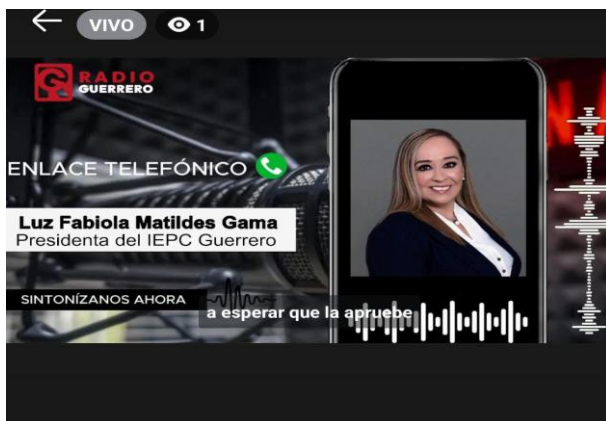 VIVO 1
RADIO
GUERRERO
ENLACE TELEFÓNICO
Luz Fabiola Matildes Gama
Presidenta del IEPC Guerrero
SINTONÍZANOS AHORA
a esperar que la apruebe